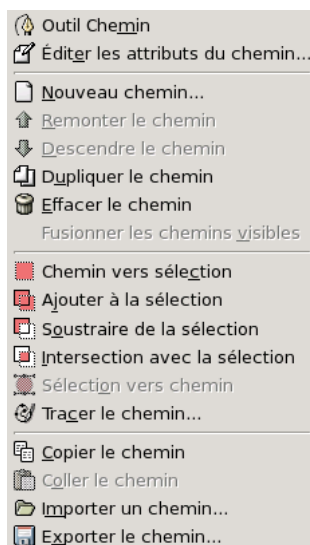 Outil Chemin
Éditer les attributs du chemin...
Nouveau chemin...
Remonter le chemin
Descendre le chemin
Dupliquer le chemin
Effacer le chemin
Fusionner les chemins visibles
Chemin vers sélection
Ajouter à la sélection
Soustraire de la sélection
Intersection avec la sélection
Sélection vers chemin
Tracer le chemin...
Copier le chemin
Coller le chemin
Importer un chemin...
Exporter le chemin...